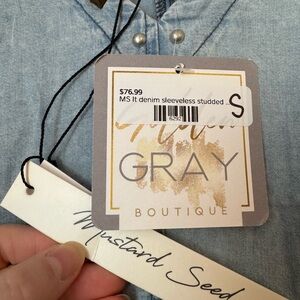 $76.99
MS lt denim sleeveless studded ...
S
GRAY
BOUTIQUE
Mustard Seed